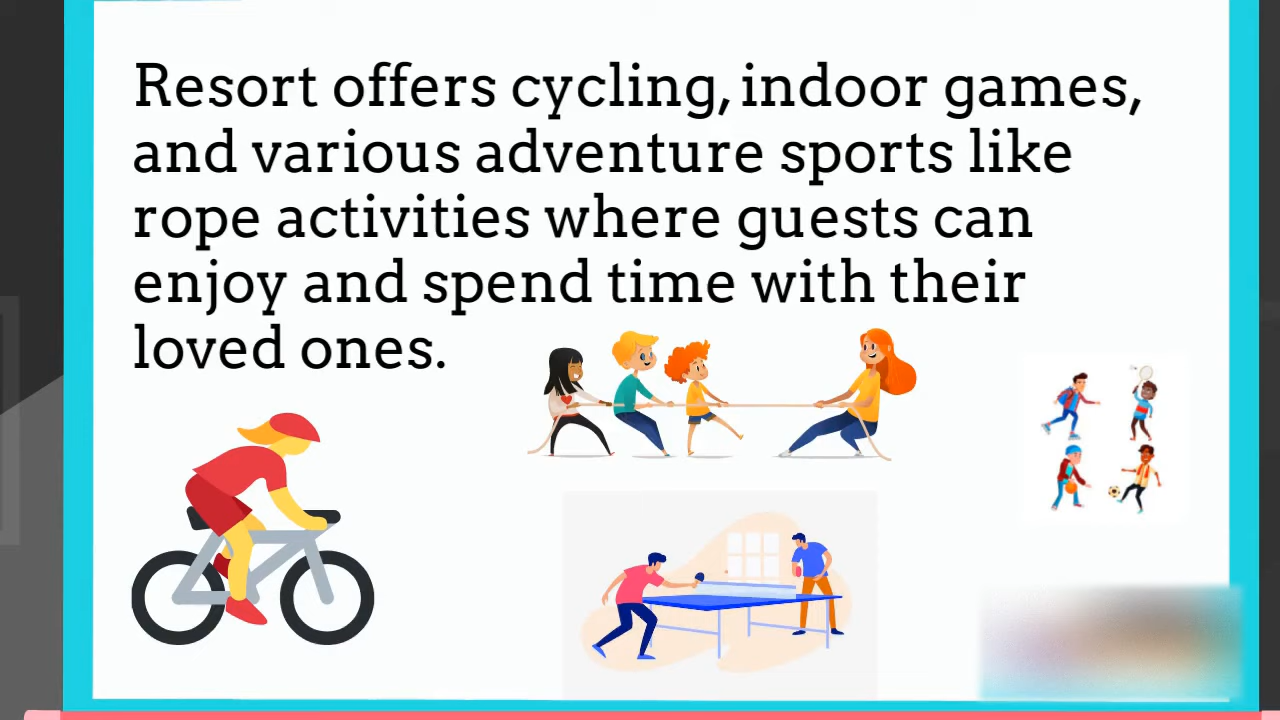 Resort offers cycling, indoor games,
and various adventure sports like
rope activities where guests can
enjoy and spend time with their
loved ones.